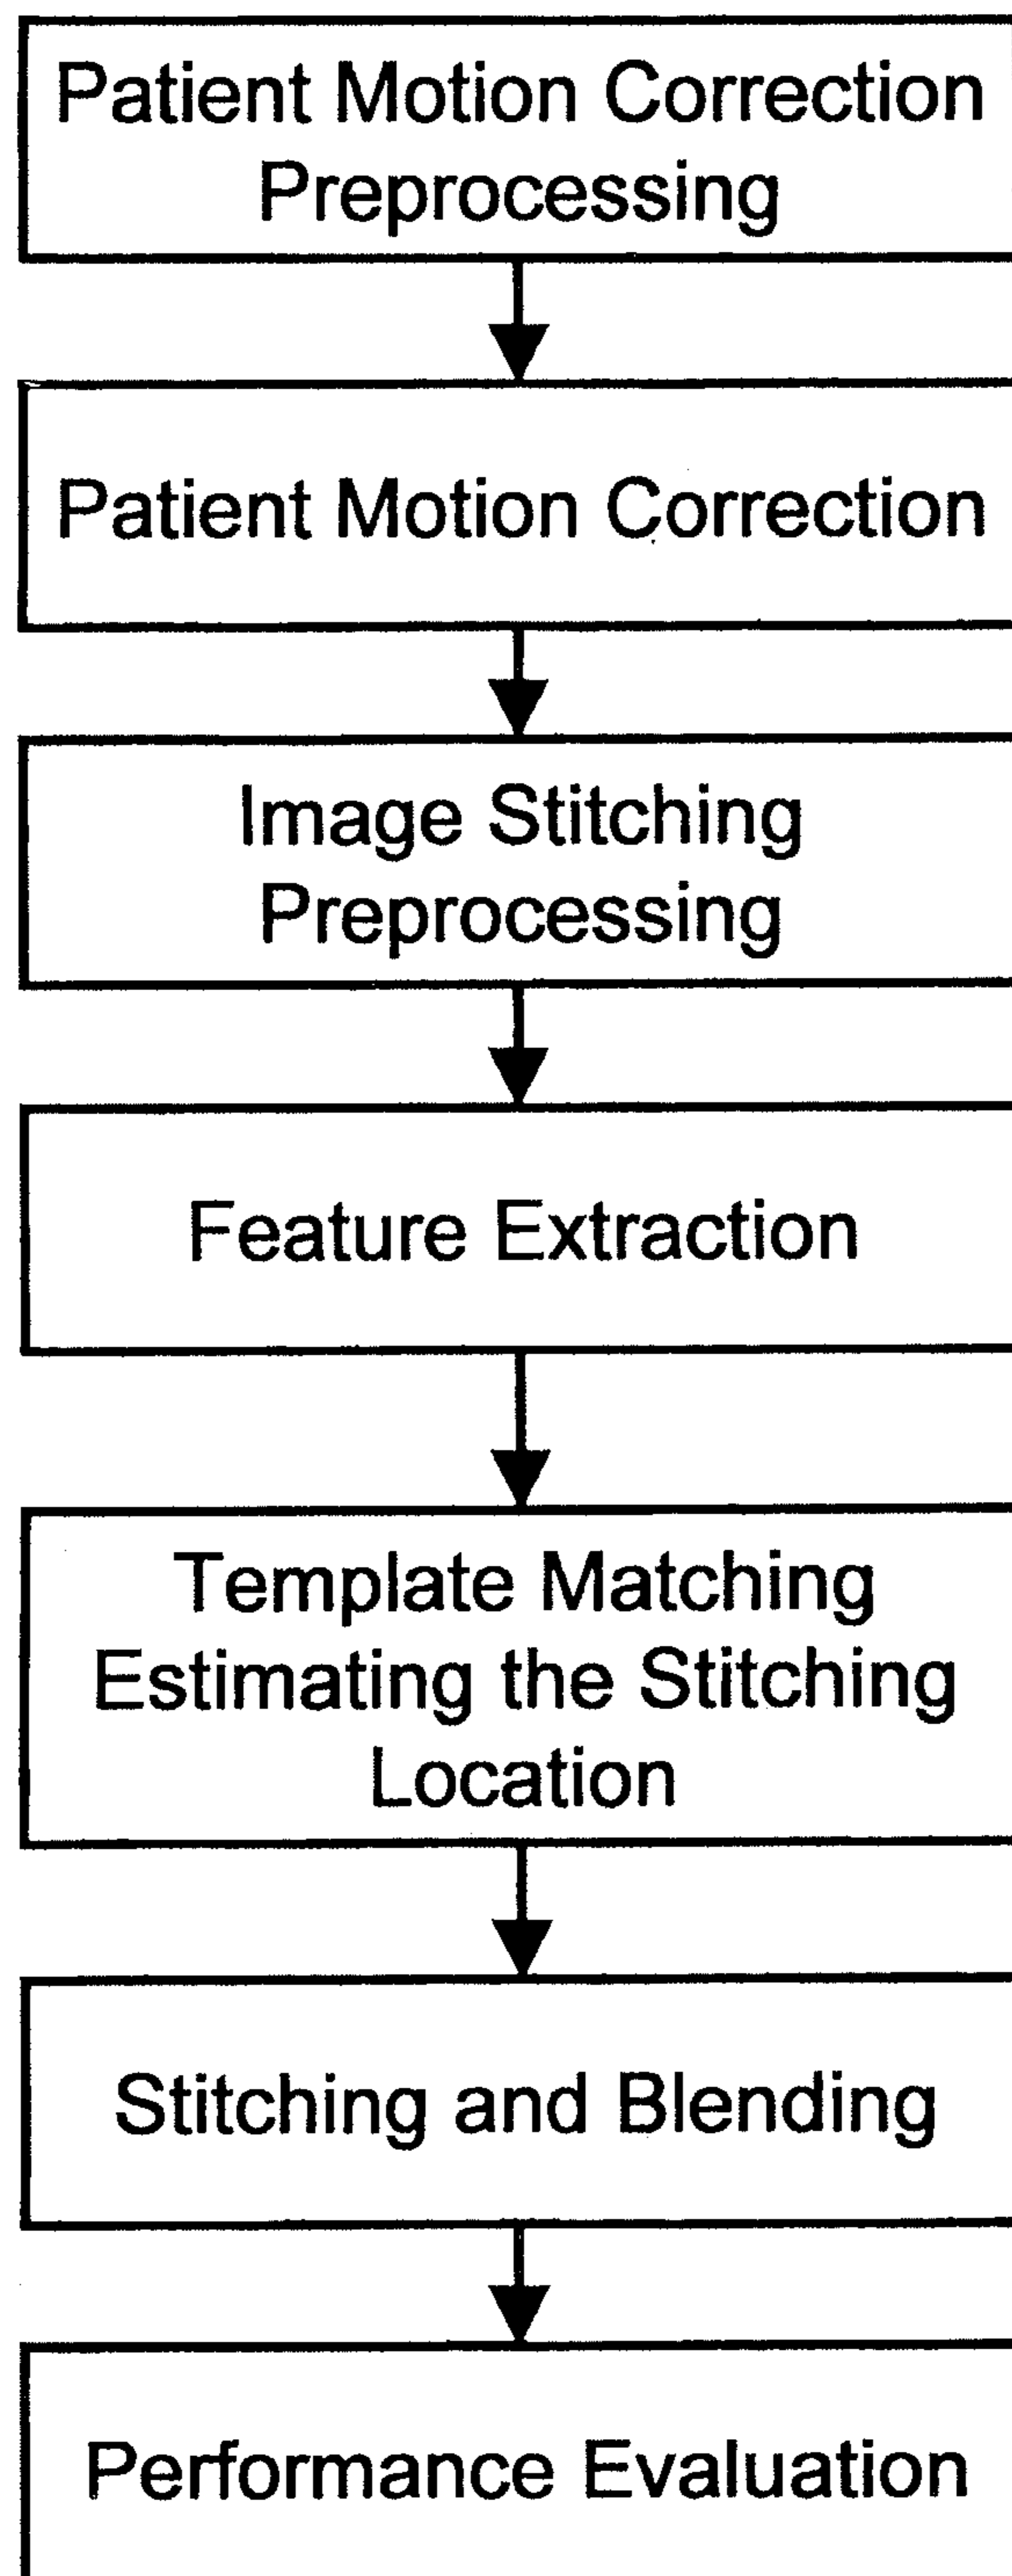 Patient Motion Correction
Preprocessing
Patient Motion Correction
Image Stitching
Preprocessing
Feature Extraction
Template Matching
Estimating the Stitching
Location
Stitching and Blending
Performance Evaluation